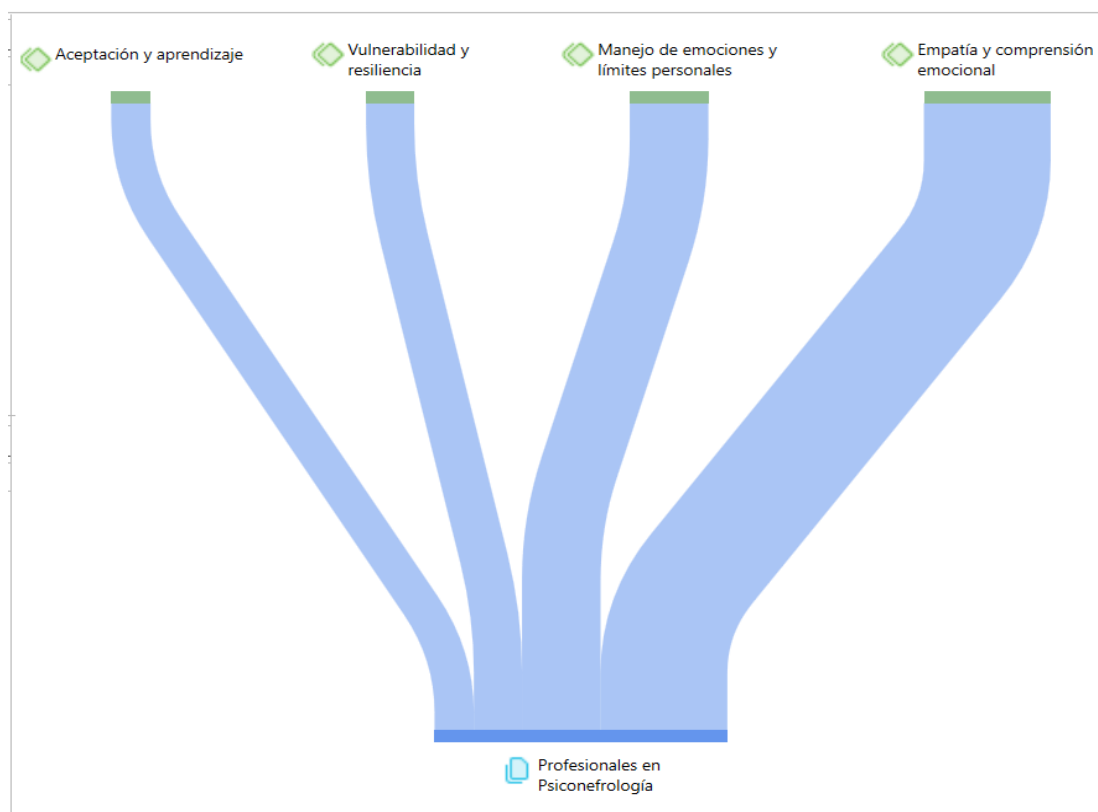 Aceptación y aprendizaje
Vulnerabilidad y
resiliencia
Manejo de emociones y
límites personales
Empatía y comprensión
emocional
Profesionales en
Psiconefrología